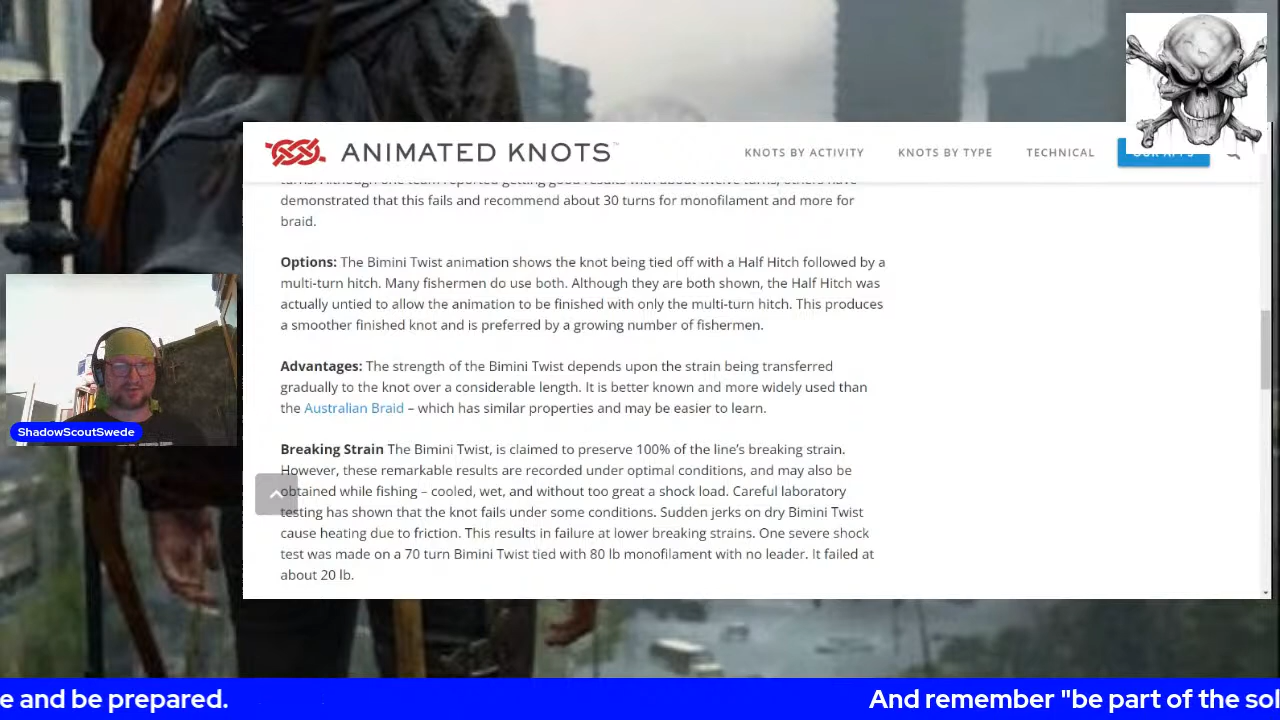 ANIMATED KNOTS
KNOTS BY ACTIVITY
KNOTS BY TYPE
TECHNICAL
OUR APPS
turns. Although one team reported getting good results with about twelve turns, others have
demonstrated that this fails and recommend about 30 turns for monofilament and more for
braid.
Options: The Bimini Twist animation shows the knot being tied off with a Half Hitch followed by a
multi-turn hitch. Many fishermen do use both. Although they are both shown, the Half Hitch was
actually untied to allow the animation to be finished with only the multi-turn hitch. This produces
a smoother finished knot and is preferred by a growing number of fishermen.
Advantages: The strength of the Bimini Twist depends upon the strain being transferred
gradually to the knot over a considerable length. It is better known and more widely used than
the Australian Braid – which has similar properties and may be easier to learn.
Breaking Strain The Bimini Twist, is claimed to preserve 100% of the line's breaking strain.
However, these remarkable results are recorded under optimal conditions, and may also be
obtained while fishing – cooled, wet, and without too great a shock load. Careful laboratory
testing has shown that the knot fails under some conditions. Sudden jerks on dry Bimini Twist
cause heating due to friction. This results in failure at lower breaking strains. One severe shock
test was made on a 70 turn Bimini Twist tied with 80 lb monofilament with no leader. It failed at
about 20 lb.
ShadowScoutSwede
e and be prepared.
And remember "be part of the sol